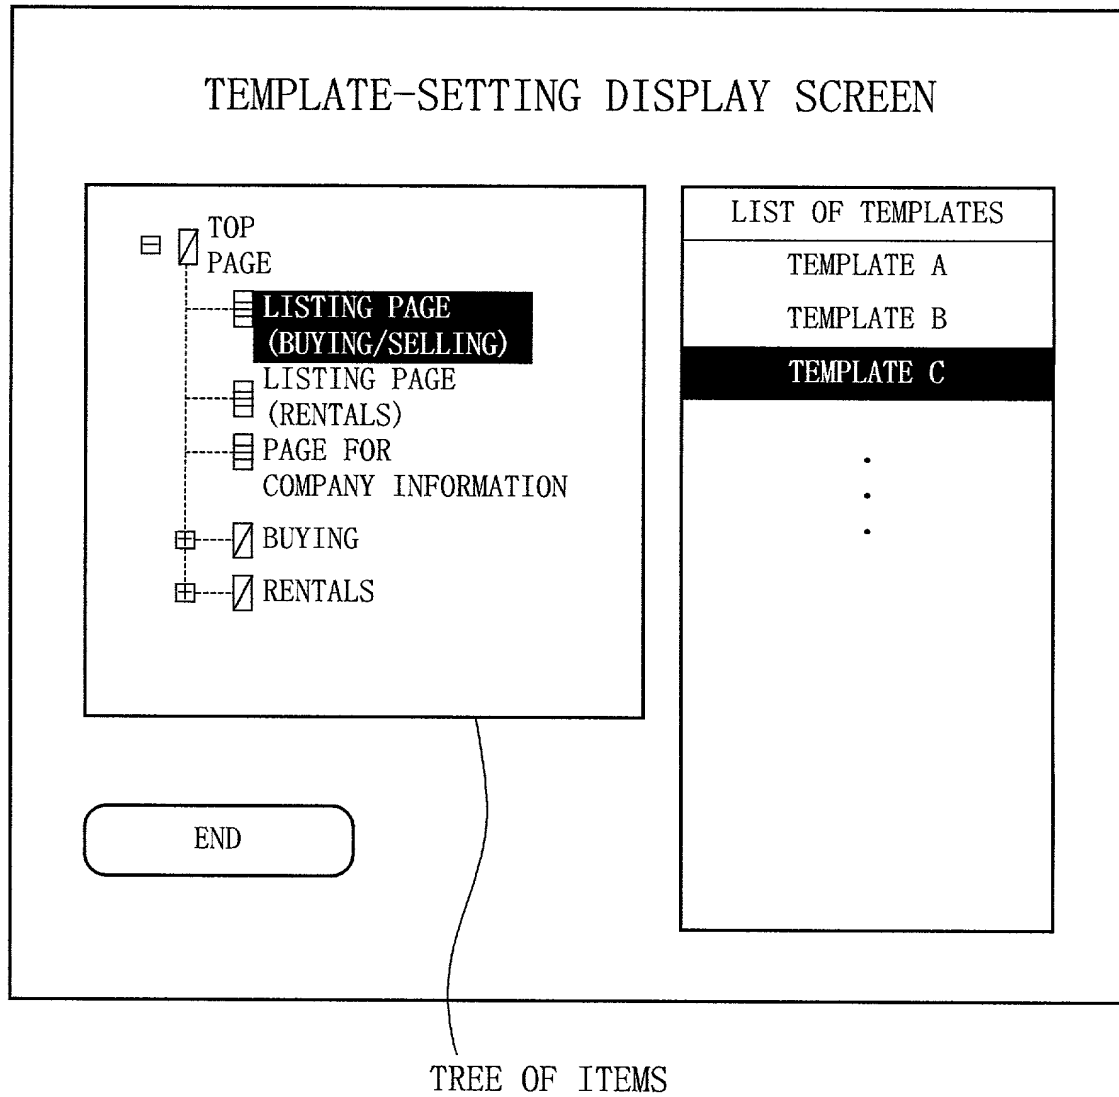 TEMPLATE-SETTING DISPLAY SCREEN
TOP
PAGE
LISTING PAGE
(BUYING/SELLING)
LISTING PAGE
(RENTALS)
PAGE FOR
COMPANY INFORMATION
BUYING
RENTALS
LIST OF TEMPLATES
TEMPLATE A
TEMPLATE B
TEMPLATE C
END
TREE OF ITEMS